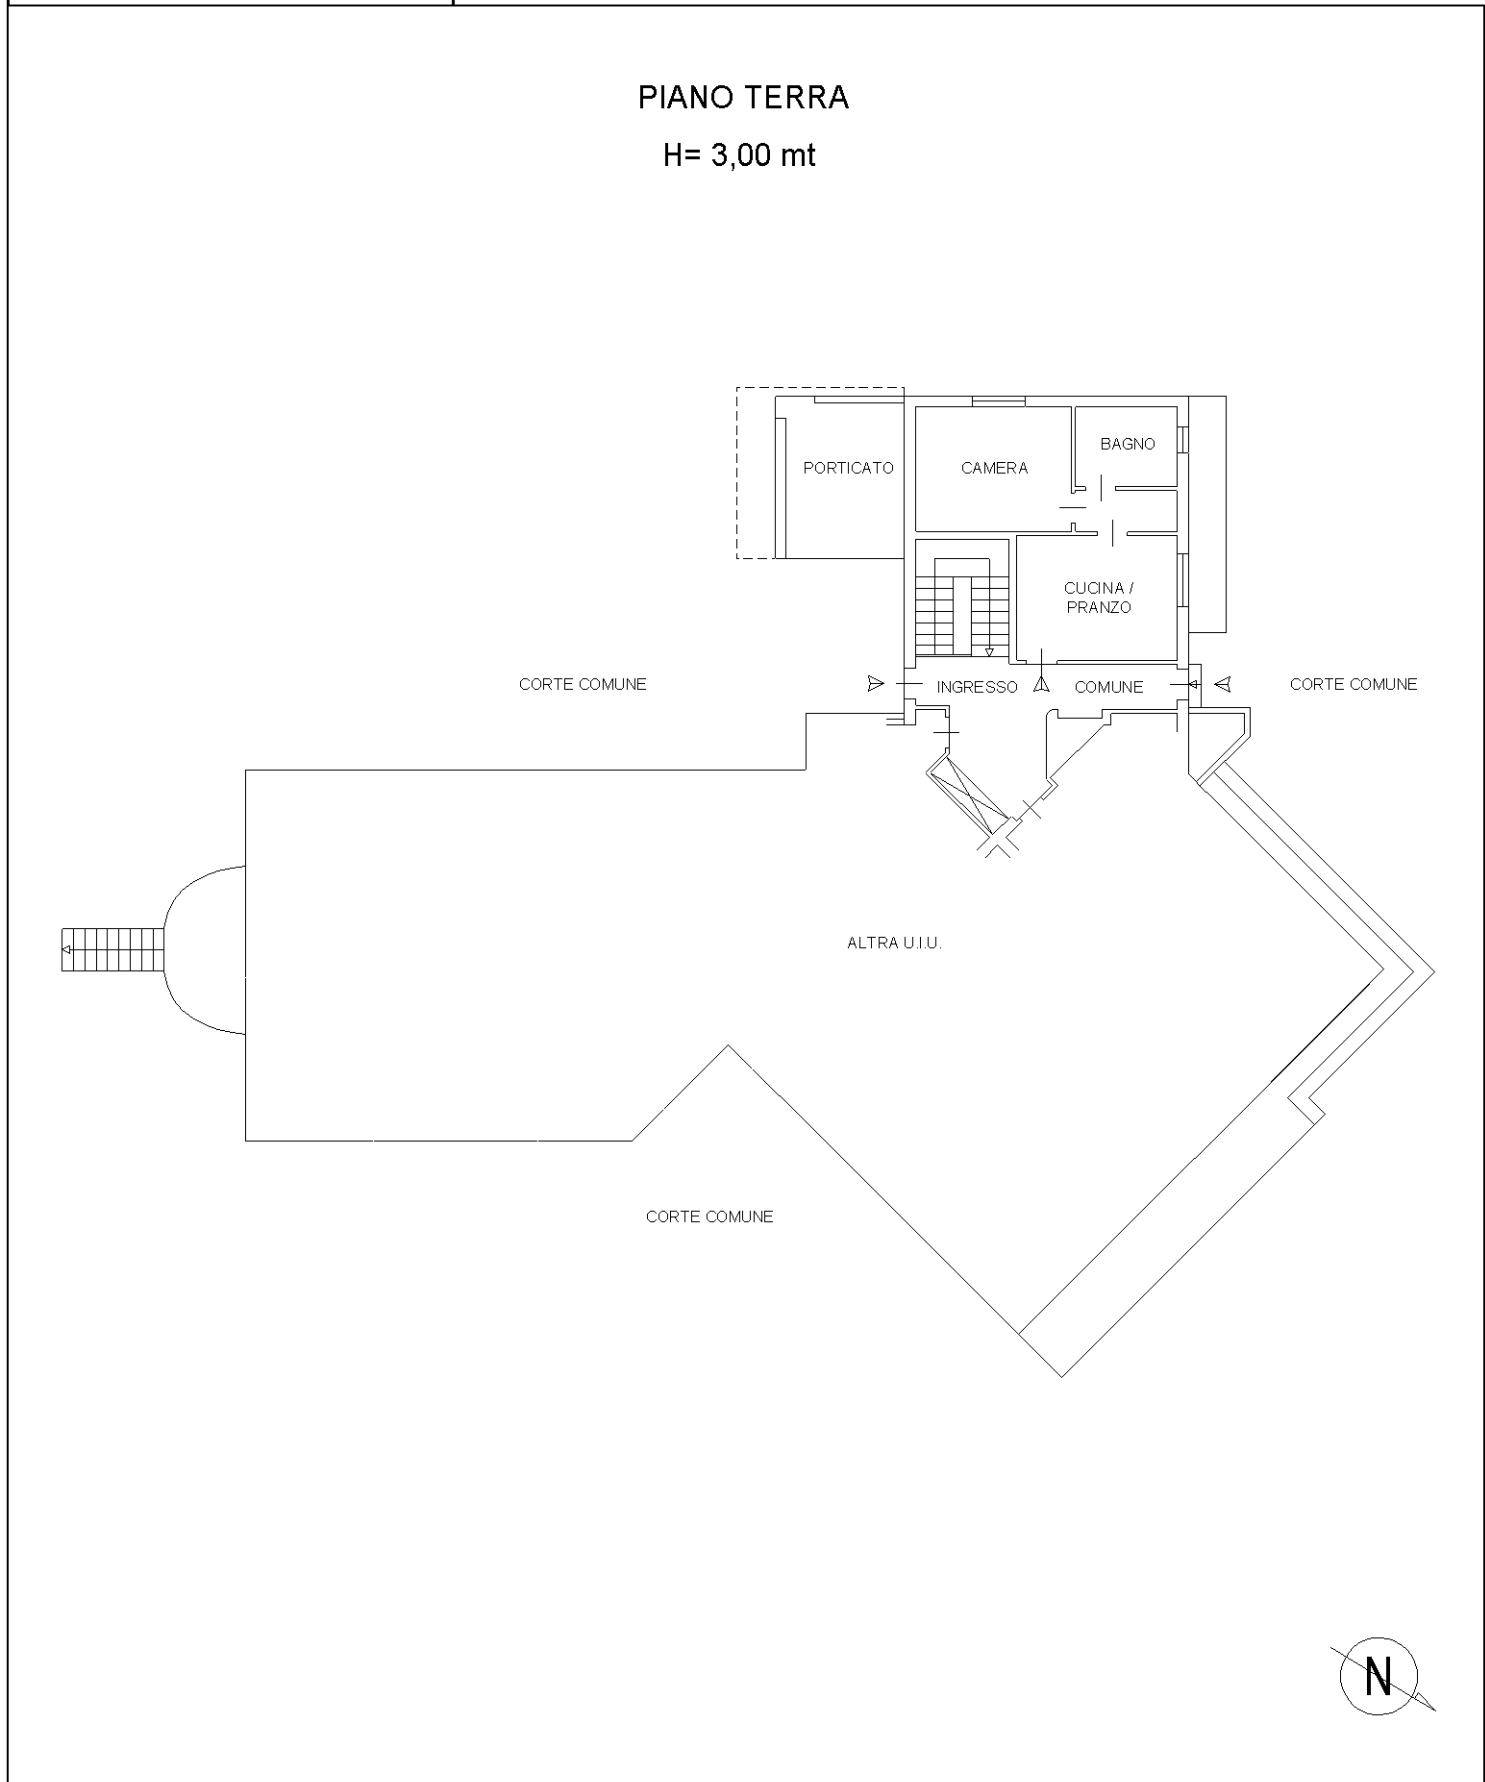 PIANO TERRA
H= 3,00 mt
BAGNO
PORTICATO
CAMERA
CUCINA /
PRANZO
CORTE COMUNE
INGRESSO
COMUNE
CORTE COMUNE
ALTRA U.I.U.
CORTE COMUNE
N